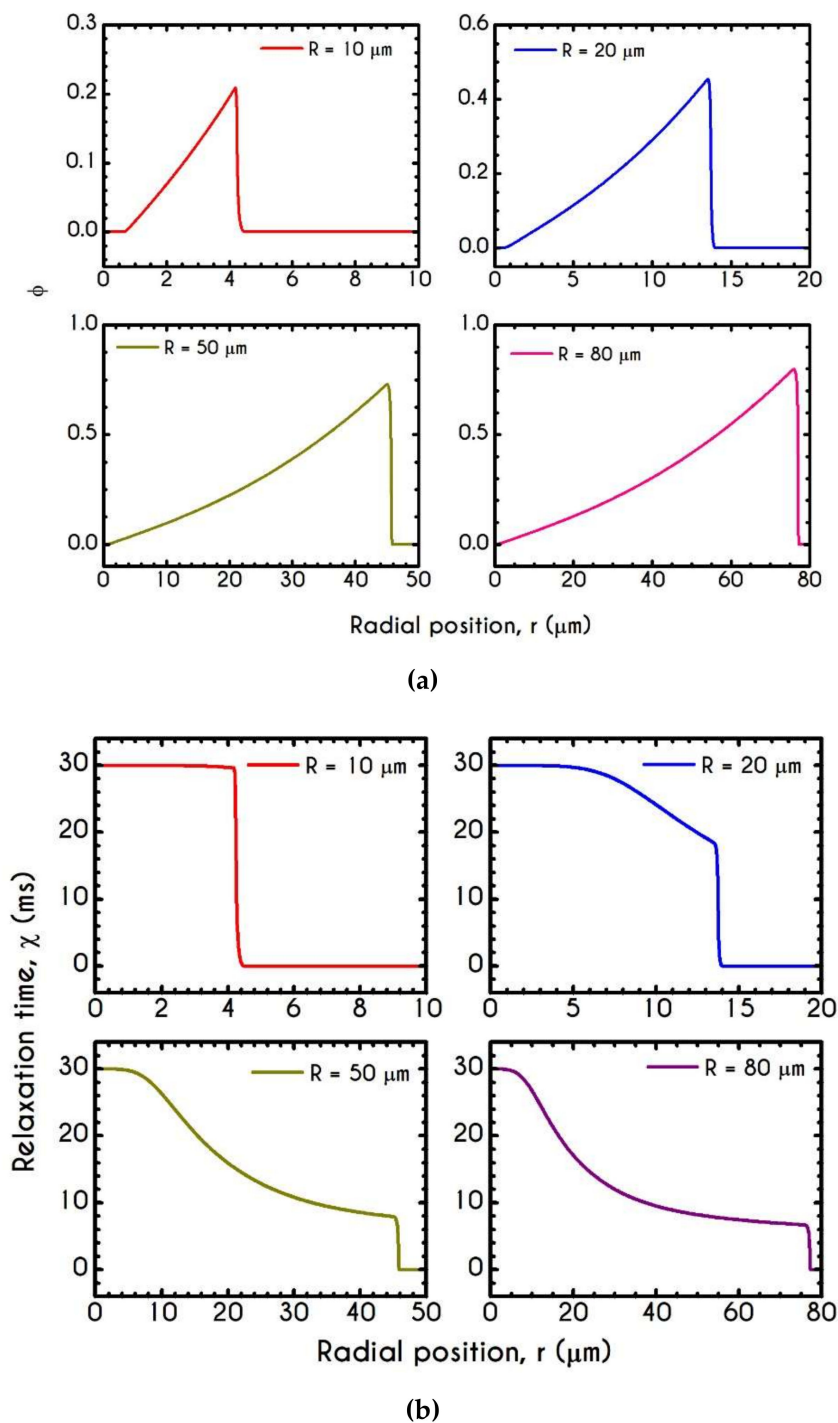 0.3
R = 10 μm
0.2
0.1
0.0
0 2 4 6 8 10
0.6
R = 20 μm
0.4
0.2
0.0
0 5 10 15 20
ϕ
1.0
R = 50 μm
0.5
0.0
0 10 20 30 40 50
1.0
R = 80 μm
0.5
0.0
0 20 40 60 80
Radial position, r (μm)
(a)
30
R = 10 μm
20
10
0
0 2 4 6 8 10
30
R = 20 μm
20
10
0
0 5 10 15 20
Relaxation time, χ (ms)
30
R = 50 μm
20
10
0
0 10 20 30 40 50
30
R = 80 μm
20
10
0
0 20 40 60 80
Radial position, r (μm)
(b)